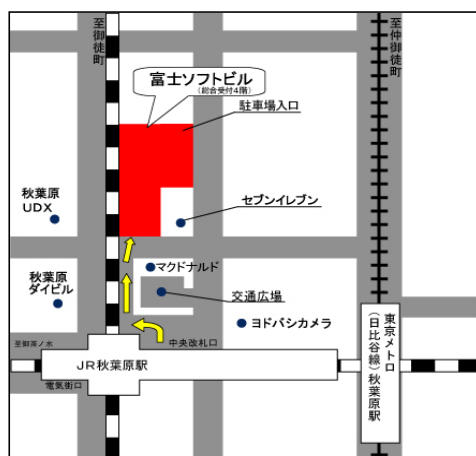 至御徒町
至仲御徒町
富士ソフトビル
(総合受付4階)
駐車場入口
秋葉原
UDX
セブンイレブン
マクドナルド
秋葉原
ダイビル
交通広場
ヨドバシカメラ
至御茶ノ水
中央改札口
JR秋葉原駅
電気街口
東京メトロ
(日比谷線)秋葉原駅